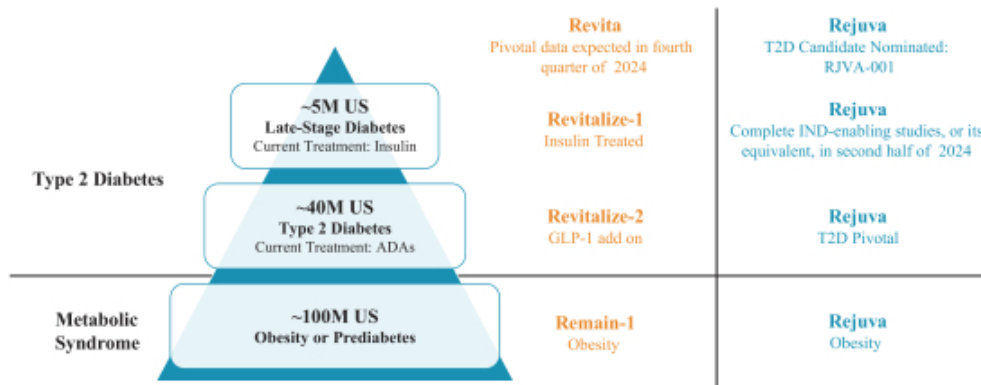 Revita
Pivotal data expected in fourth
quarter of 2024
Rejuva
T2D Candidate Nominated:
RJVA-001
~5M US
Late-Stage Diabetes
Current Treatment: Insulin
Revitalize-1
Insulin Treated
Rejuva
Complete IND-enabling studies, or its
equivalent, in second half of 2024
Type 2 Diabetes
~40M US
Type 2 Diabetes
Current Treatment: ADAs
Revitalize-2
GLP-1 add on
Rejuva
T2D Pivotal
Metabolic
Syndrome
~100M US
Obesity or Prediabetes
Remain-1
Obesity
Rejuva
Obesity